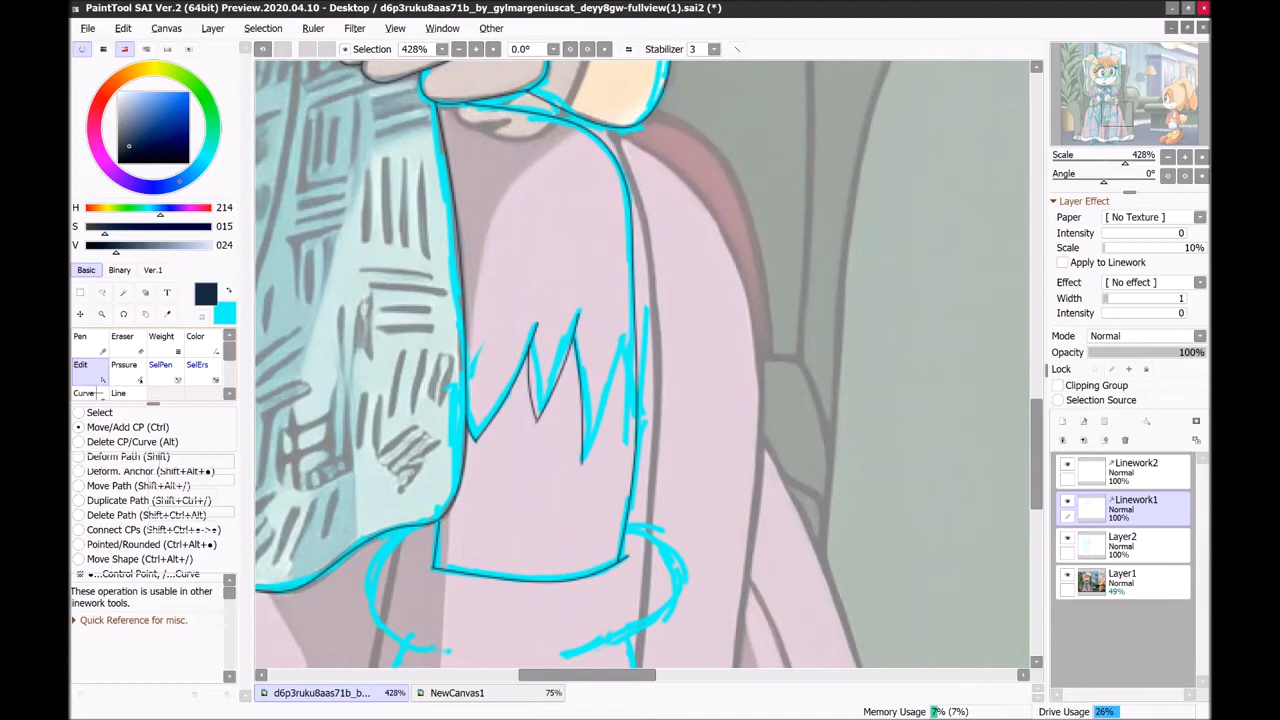 PaintTool SAI Ver.2 (64bit) Preview.2020.04.10 - Desktop / d6p3ruku8aas71b_by_gylmargeniuscat_deyy8gw-fullview(1).sai2 (*)
File Edit Canvas Layer Selection Ruler Filter View Window Other
Selection 428% 0.0° Stabilizer 3
H 214
S 015
V 024
Basic Binary Ver.1
Pen Eraser Weight Color
Edit Prssure SelPen SelErs
Curve Line
Select
Move/Add CP (Ctrl)
Delete CP/Curve (Alt)
Deform Path (Shift)
Deform. Anchor (Shift+Alt+●)
Move Path (Shift+Alt+/)
Duplicate Path (Shift+Ctrl+/)
Delete Path (Shift+Ctrl+Alt)
Connect CPs (Shift+Ctrl+●->●)
Pointed/Rounded (Ctrl+Alt+●)
Move Shape (Ctrl+Alt+/)
※ ●...Control Point, /...Curve
These operation is usable in other
inework tools.
Quick Reference for misc.
Scale 428%
Angle 0°
Layer Effect
Paper [ No Texture ]
Intensity 0
Scale 10%
Apply to Linework
Effect [ No effect ]
Width 1
Intensity 0
Mode Normal
Opacity 100%
Lock
Clipping Group
Selection Source
Linework2
Normal
100%
Linework1
Normal
100%
Layer2
Normal
100%
Layer1
Normal
49%
d6p3ruku8aas71b_b... 428% NewCanvas1 75%
Memory Usage 7% (7%) Drive Usage 26%